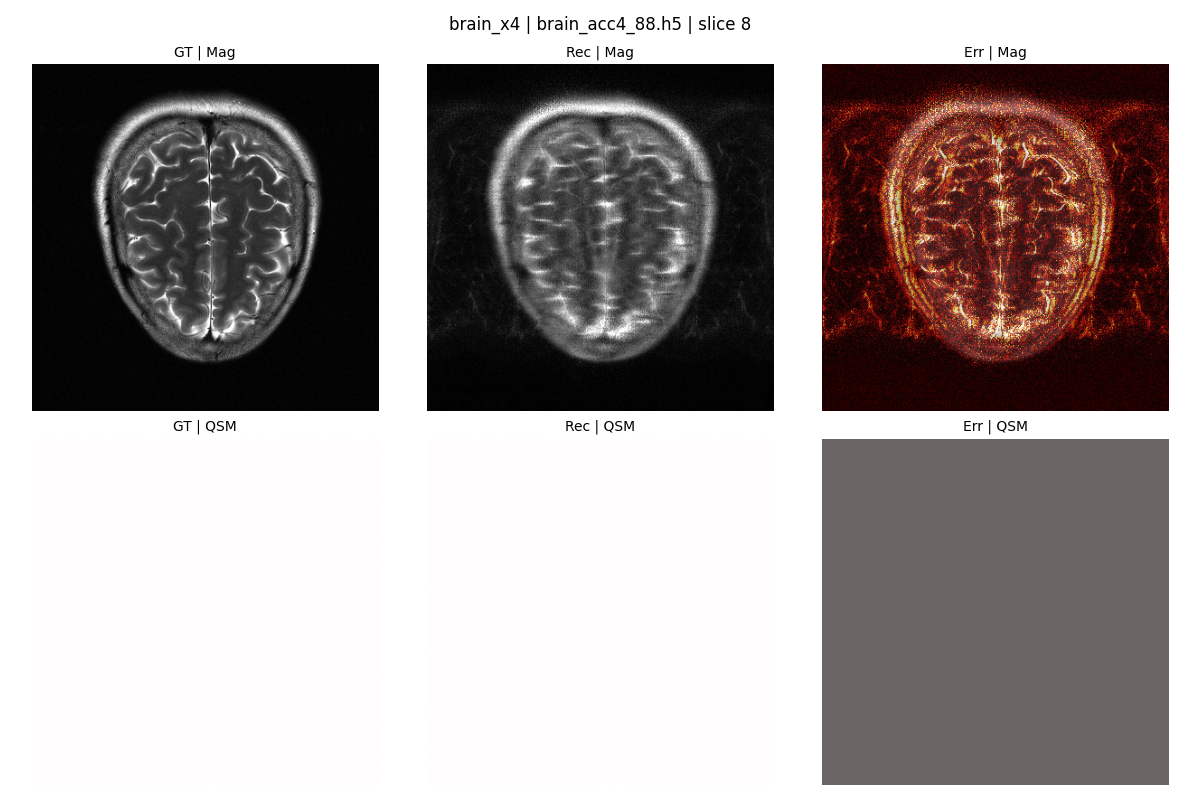 brain_x4 | brain_acc4_88.h5 | slice 8
GT | Mag
Rec | Mag
Err | Mag
GT | QSM
Rec | QSM
Err | QSM